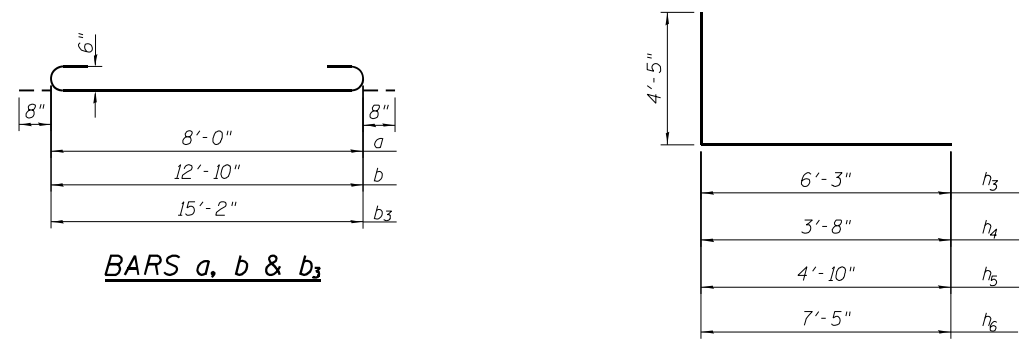 6"
8"
8"
8'-0" a
12'-10" b
15'-2" b3
BARS a, b & b3
4'-5"
6'-3" h3
3'-8" h4
4'-10" h5
7'-5" h6